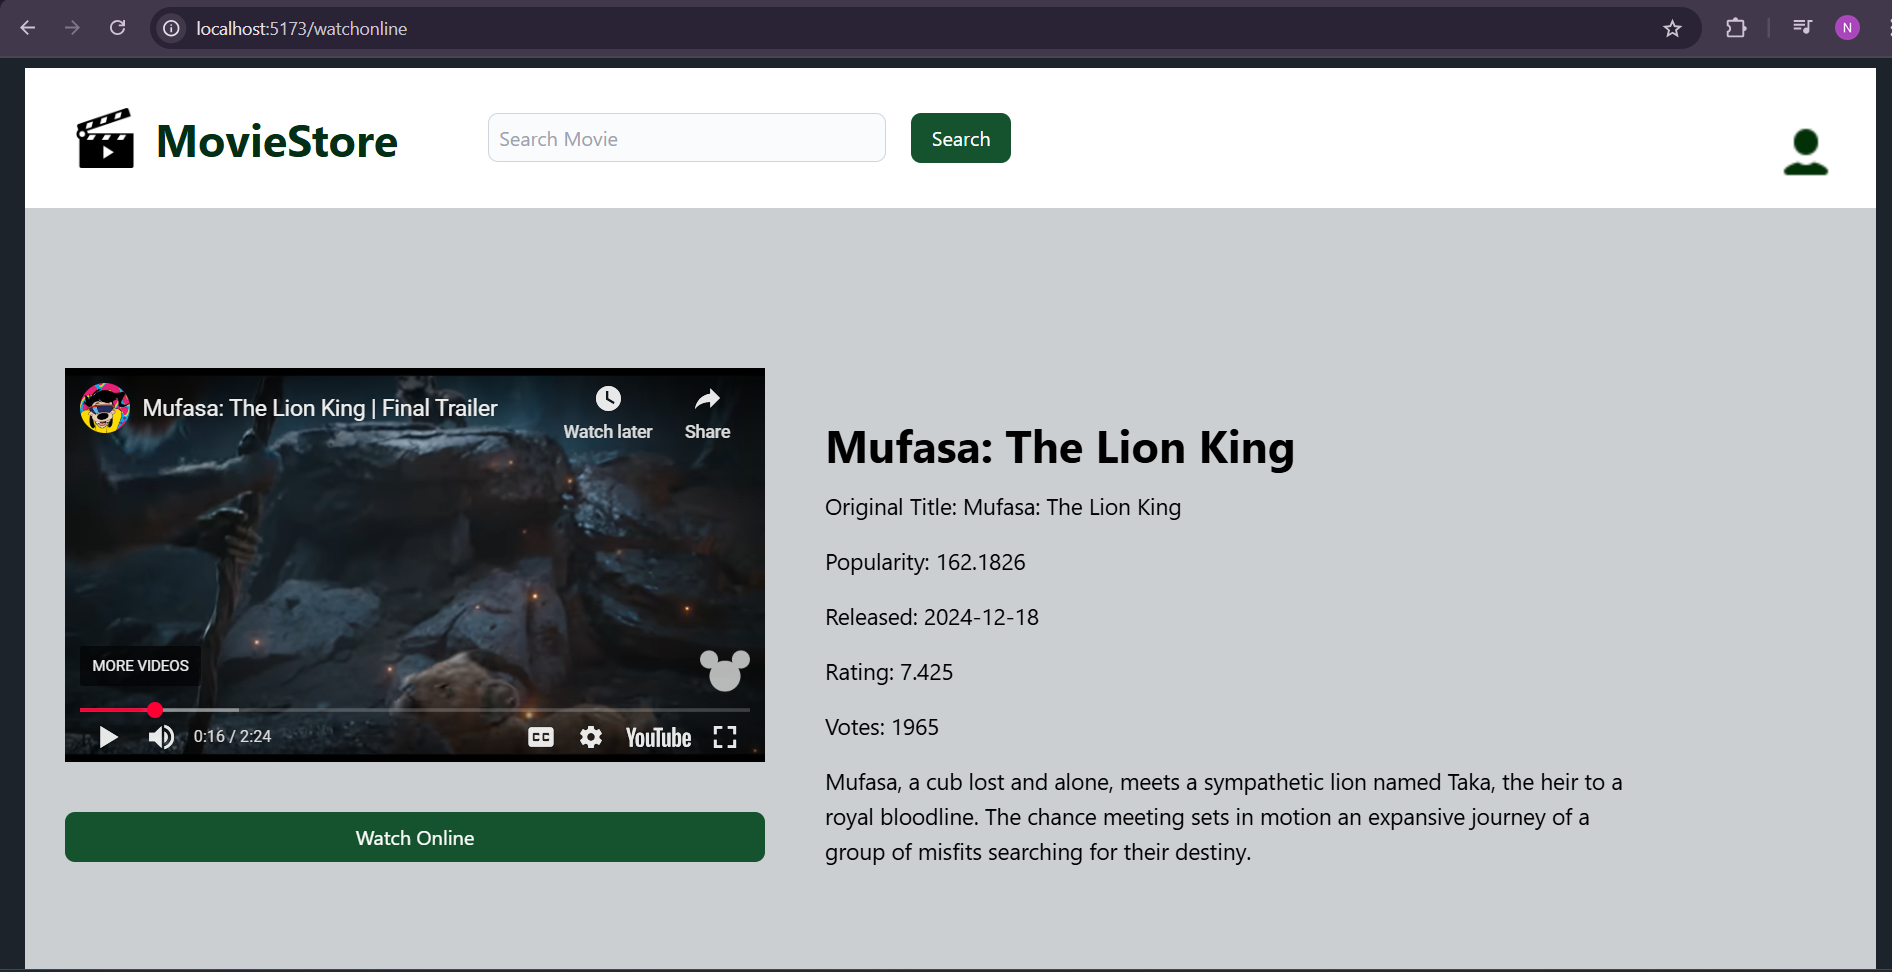 localhost:5173/watchonline
N
MovieStore
Search Movie
Search
Mufasa: The Lion King | Final Trailer
Watch later
Share
MORE VIDEOS
0:16 / 2:24
CC
YouTube
Watch Online
Mufasa: The Lion King
Original Title: Mufasa: The Lion King
Popularity: 162.1826
Released: 2024-12-18
Rating: 7.425
Votes: 1965
Mufasa, a cub lost and alone, meets a sympathetic lion named Taka, the heir to a
royal bloodline. The chance meeting sets in motion an expansive journey of a
group of misfits searching for their destiny.